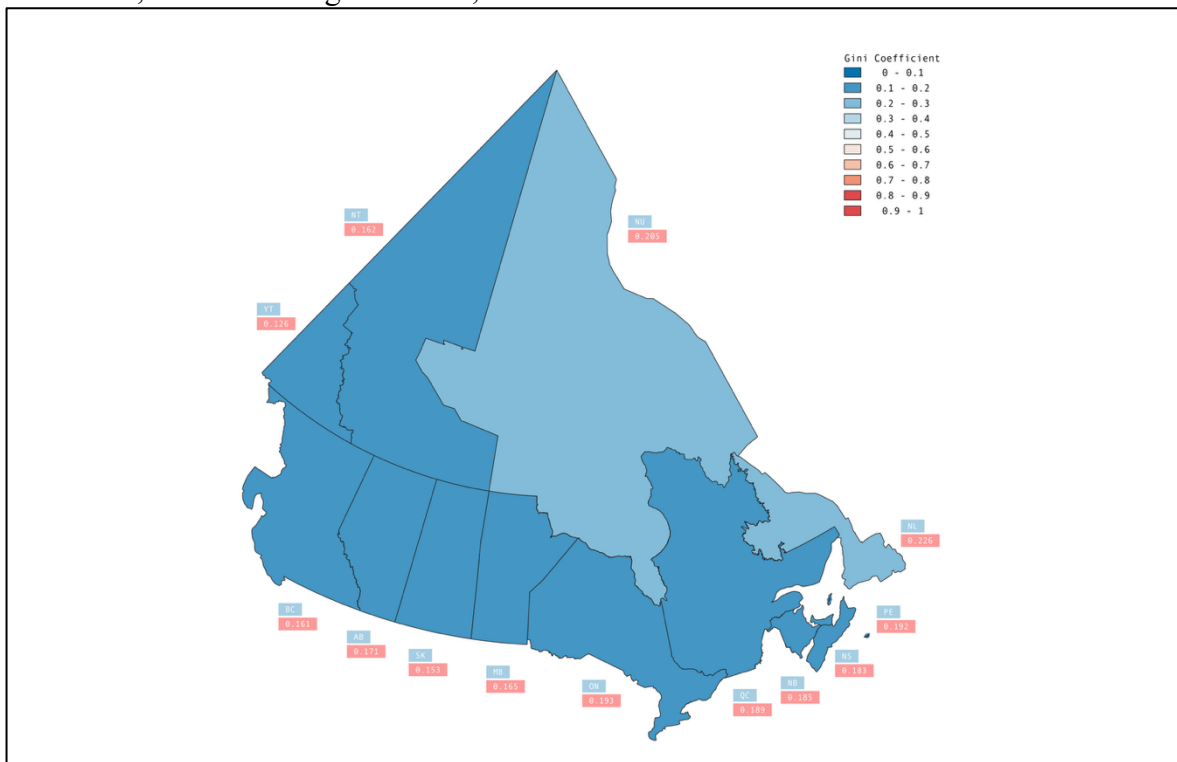 Gini Coefficient
0 - 0.1
0.1 - 0.2
0.2 - 0.3
0.3 - 0.4
0.4 - 0.5
0.5 - 0.6
0.6 - 0.7
0.7 - 0.8
0.8 - 0.9
0.9 - 1
NT
0.162
NU
0.205
YT
0.126
NL
0.226
BC
0.161
AB
0.171
SK
0.153
MB
0.165
ON
0.193
QC
0.189
NB
0.185
NS
0.183
PE
0.192